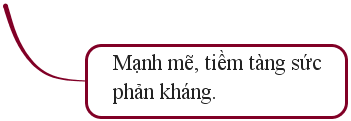 Mạnh mẽ, tiềm tàng sức
phản kháng.